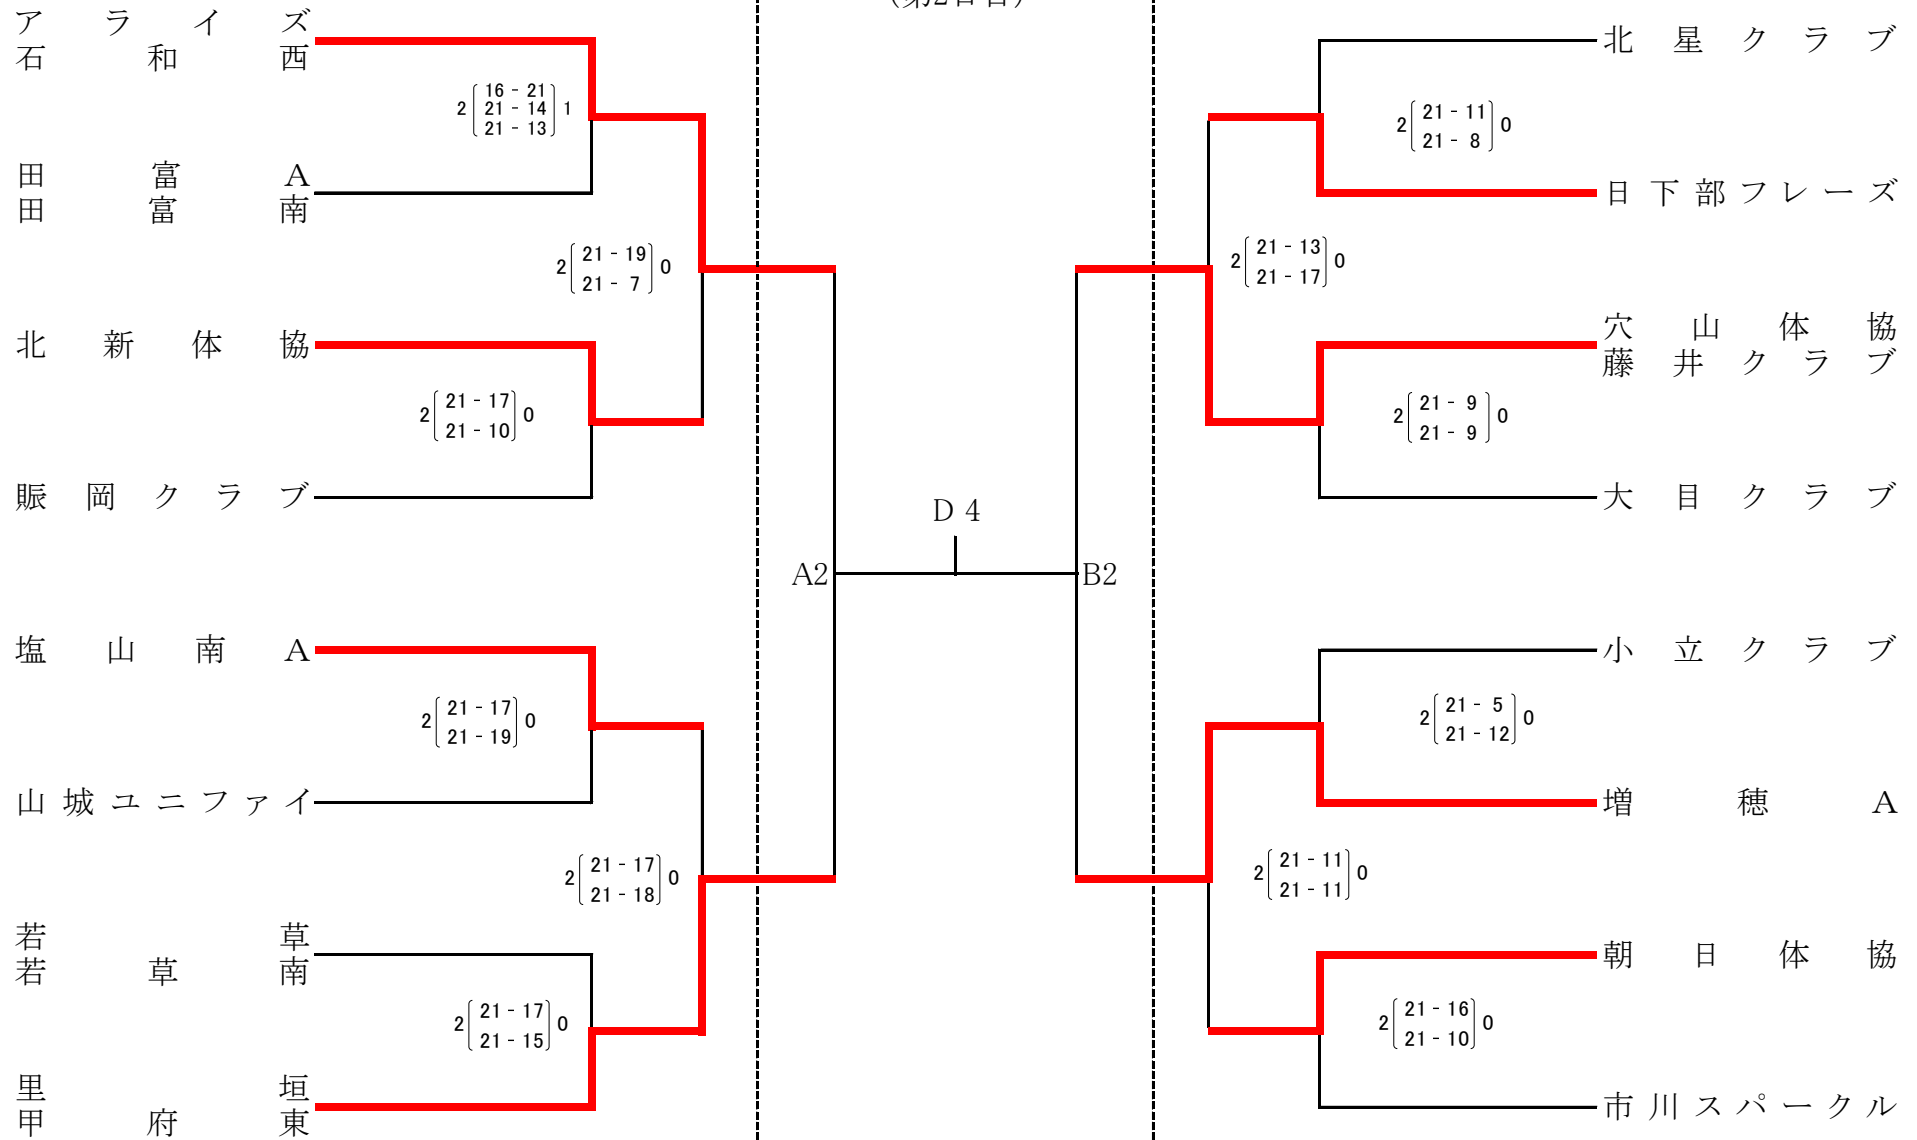 (第2日目)
アライズ
石和西
2 16 - 21 1
21 - 14
21 - 13
田富A
田富南
2 21 - 19 0
21 - 7
北新体協
2 21 - 17 0
21 - 10
賑岡クラブ
塩山南A
2 21 - 17 0
21 - 19
山城ユニファイ
2 21 - 17 0
21 - 18
若草
若草南
2 21 - 17 0
21 - 15
里垣
甲府東
A2
D 4
B2
北星クラブ
2 21 - 11 0
21 - 8
日下部フレーズ
2 21 - 13 0
21 - 17
穴山体協
藤井クラブ
2 21 - 9 0
21 - 9
大目クラブ
小立クラブ
2 21 - 5 0
21 - 12
増穂A
2 21 - 11 0
21 - 11
朝日体協
2 21 - 16 0
21 - 10
市川スパークル